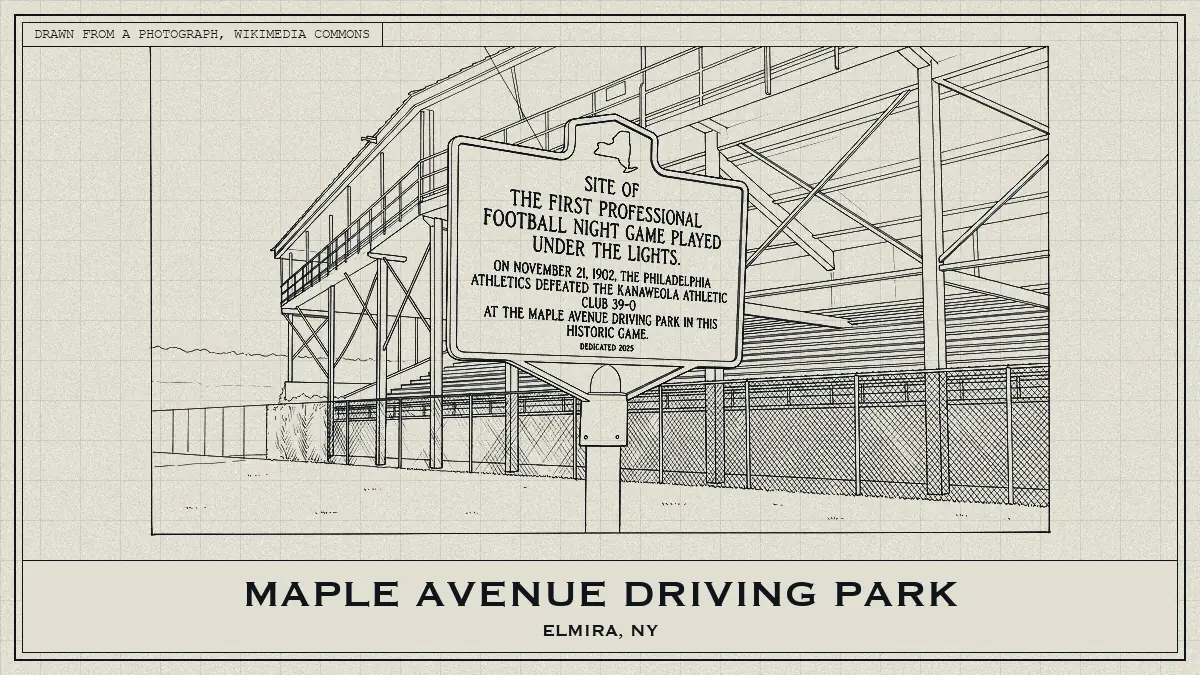 DRAWN FROM A PHOTOGRAPH, WIKIMEDIA COMMONS
SITE OF
THE FIRST PROFESSIONAL
FOOTBALL NIGHT GAME PLAYED
UNDER THE LIGHTS.
ON NOVEMBER 21, 1902, THE PHILADELPHIA
ATHLETICS DEFEATED THE KANAWEOLA ATHLETIC
CLUB 39-0
AT THE MAPLE AVENUE DRIVING PARK IN THIS
HISTORIC GAME.
DEDICATED 2025
MAPLE AVENUE DRIVING PARK
ELMIRA, NY